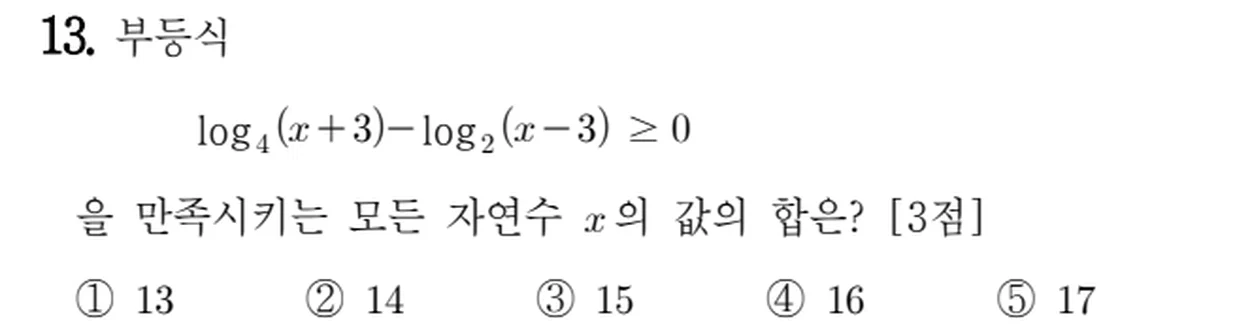 13. 부등식
log₄(x+3)−log₂(x−3) ≥ 0
을 만족시키는 모든 자연수 x의 값의 합은? [3점]
① 13 ② 14 ③ 15 ④ 16 ⑤ 17